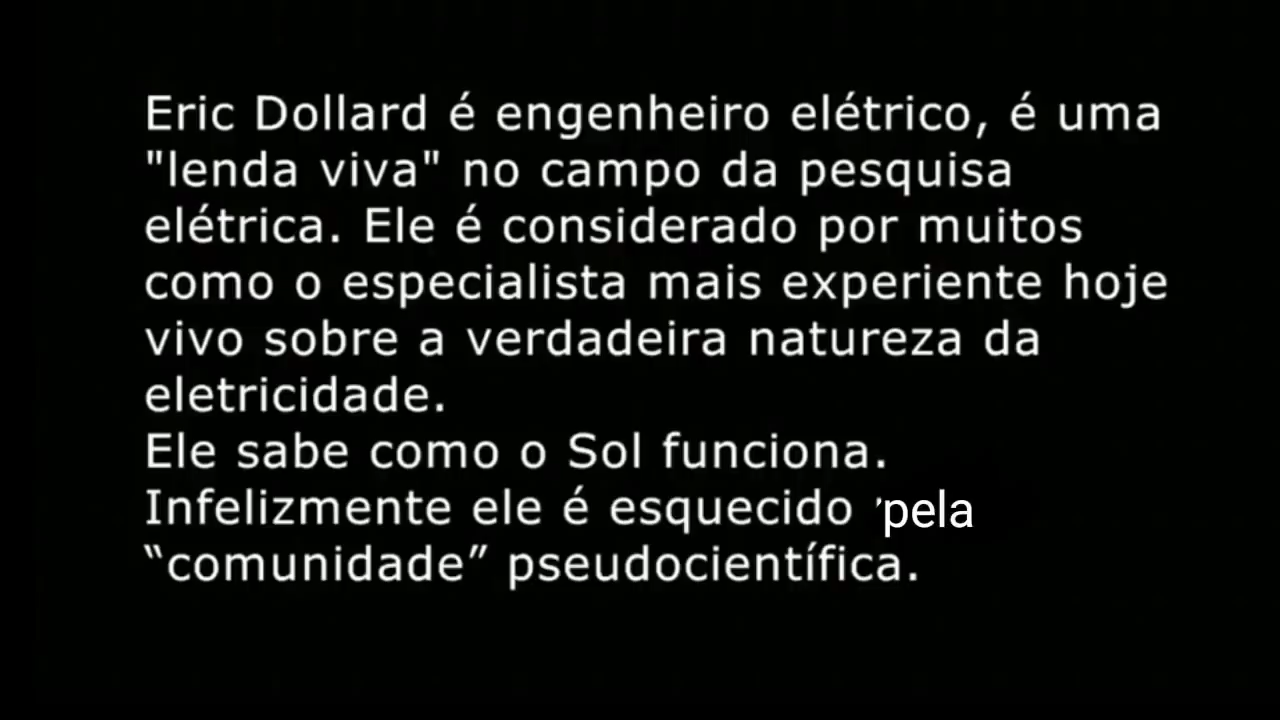 Eric Dollard é engenheiro elétrico, é uma
"lenda viva" no campo da pesquisa
elétrica. Ele é considerado por muitos
como o especialista mais experiente hoje
vivo sobre a verdadeira natureza da
eletricidade.
Ele sabe como o Sol funciona.
Infelizmente ele é esquecido pela
“comunidade” pseudocientífica.